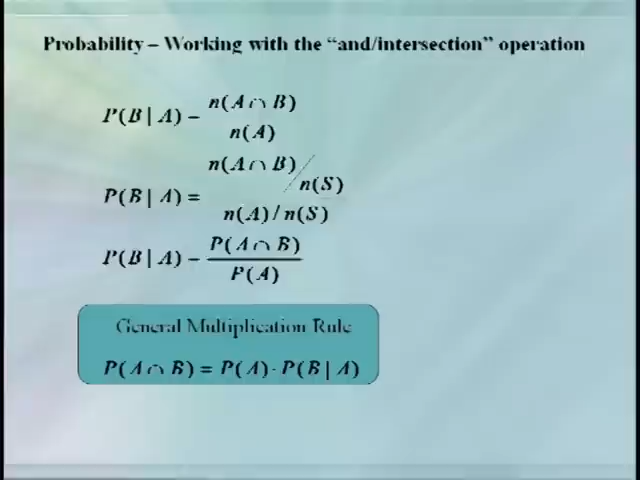 Probability – Working with the “and/intersection” operation
P(B | A) = n(A ∩ B) / n(A)
P(B | A) = n(A ∩ B) / n(S)
n(A) / n(S)
P(B | A) = P(A ∩ B) / P(A)
General Multiplication Rule
P(A ∩ B) = P(A) · P(B | A)